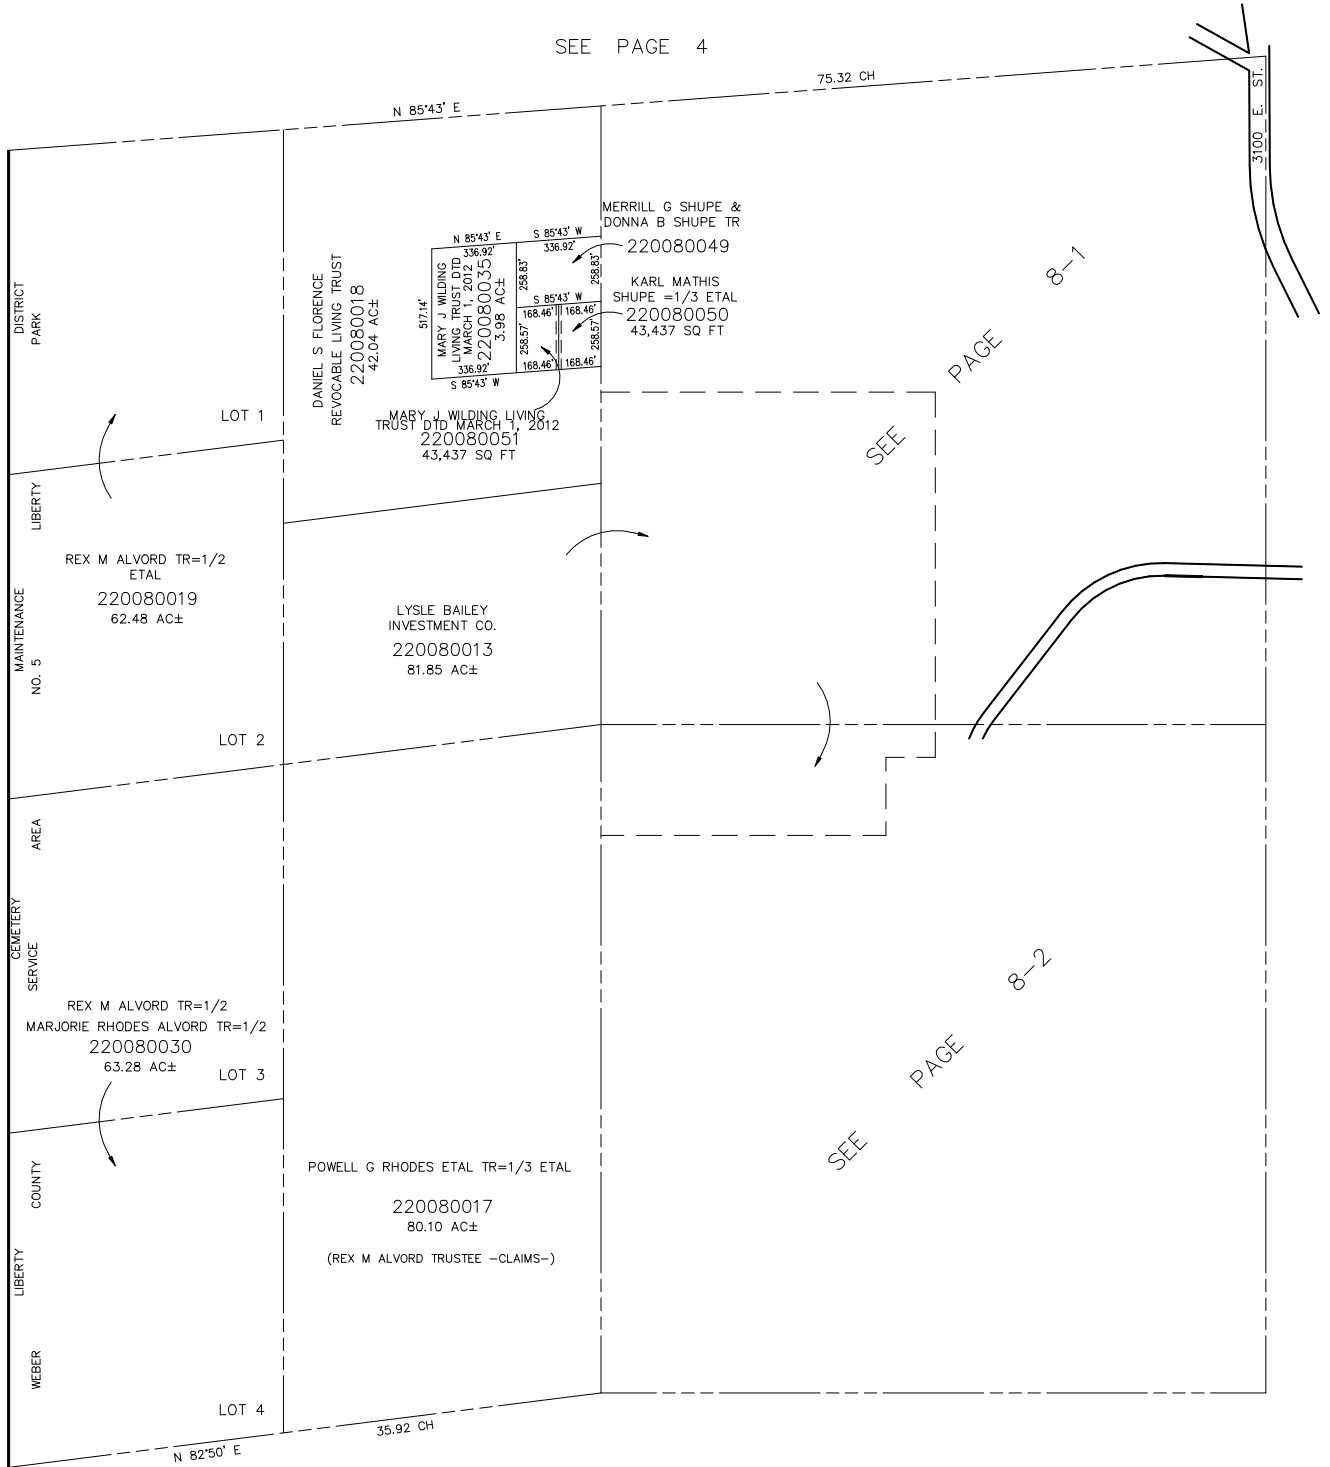 SEE PAGE 4
75.32 CH
N 85°43' E
3100 E. ST.
MERRILL G SHUPE &
DONNA B SHUPE TR
220080049
KARL MATHIS
SHUPE =1/3 ETAL
220080050
43,437 SQ FT
N 85°43' E
336.92'
S 85°43' W
336.92'
258.83'
258.83'
S 85°43' W
168.46'
168.46'
258.57'
258.57'
168.46'
168.46'
517.14'
MARY J WILDING
LIVING TRUST DTD
MARCH 1, 2012
220080035
3.98 AC±
336.92'
S 85°43' W
DANIEL S FLORENCE
REVOCABLE LIVING TRUST
220080018
42.04 AC±
MARY J WILDING LIVING
TRUST DTD MARCH 1, 2012
220080051
43,437 SQ FT
SEE PAGE 8-1
DISTRICT
PARK
LOT 1
LIBERTY
REX M ALVORD TR=1/2
ETAL
220080019
62.48 AC±
MAINTENANCE
NO. 5
LOT 2
LYSLE BAILEY
INVESTMENT CO.
220080013
81.85 AC±
AREA
CEMETERY
SERVICE
REX M ALVORD TR=1/2
MARJORIE RHODES ALVORD TR=1/2
220080030
63.28 AC±
LOT 3
SEE PAGE 8-2
POWELL G RHODES ETAL TR=1/3 ETAL
220080017
80.10 AC±
(REX M ALVORD TRUSTEE -CLAIMS-)
COUNTY
LIBERTY
WEBER
LOT 4
35.92 CH
N 82°50' E